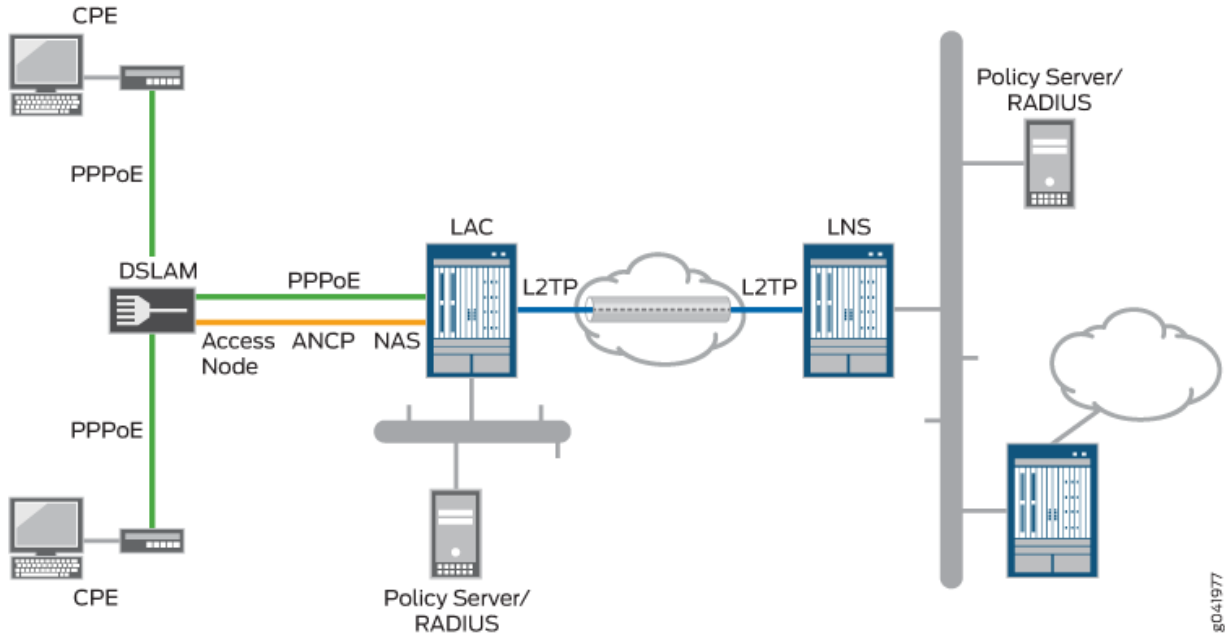 CPE
Policy Server/
RADIUS
PPPoE
LAC
LNS
DSLAM
PPPoE
L2TP
L2TP
Access
Node
ANCP
NAS
PPPoE
CPE
Policy Server/
RADIUS
g041977